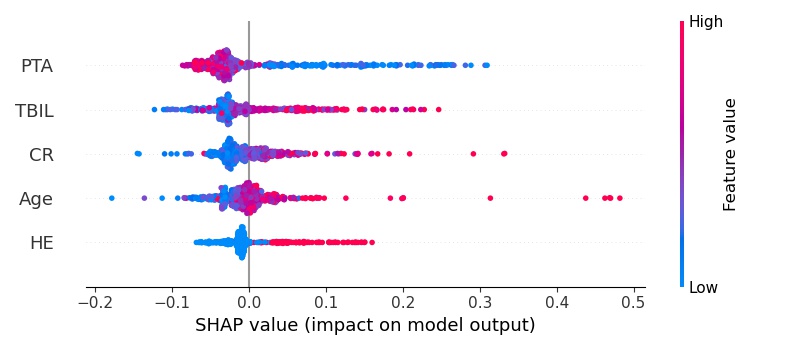 High
PTA
TBIL
CR
Age
HE
Feature value
Low
−0.2 −0.1 0.0 0.1 0.2 0.3 0.4 0.5
SHAP value (impact on model output)